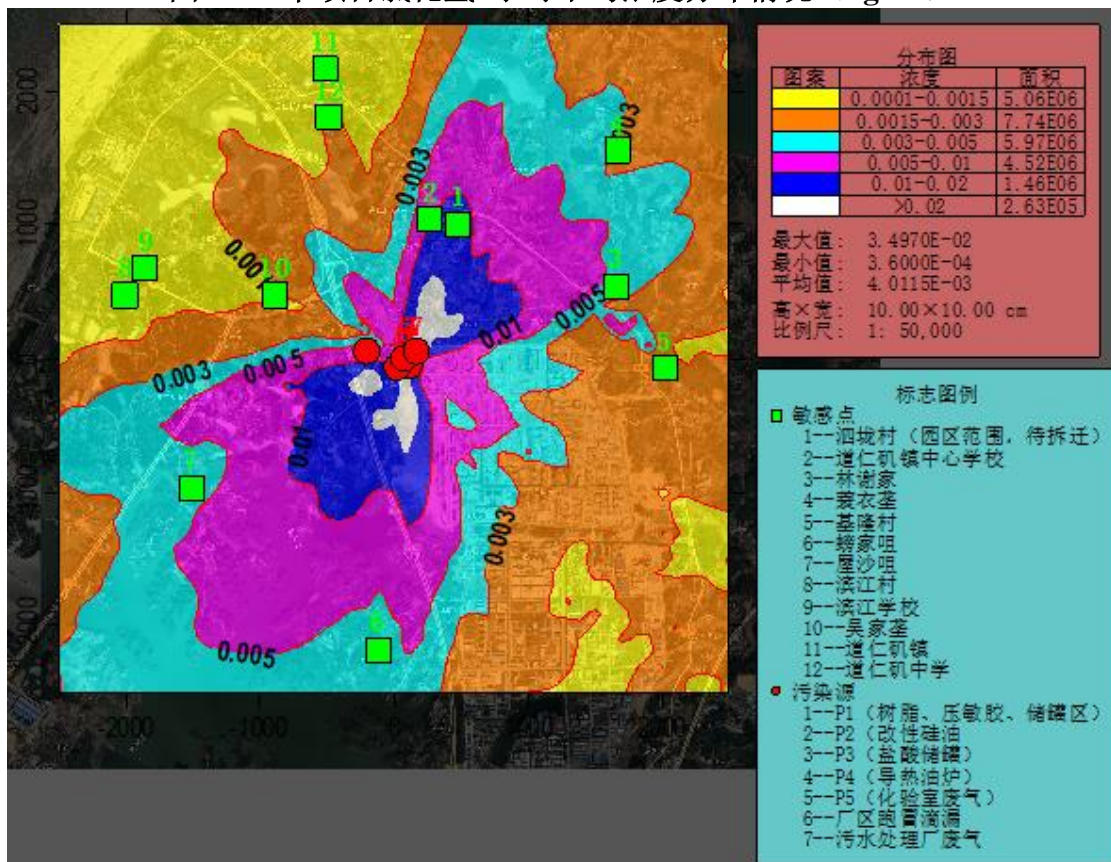 分布图
图案 浓度 面积
0.0001-0.0015 5.06E06
0.0015-0.003 7.74E06
0.003-0.005 5.97E06
0.005-0.01 4.52E06
0.01-0.02 1.46E06
>0.02 2.63E05
最大值: 3.4970E-02
最小值: 3.6000E-04
平均值: 4.0115E-03
高×宽: 10.00×10.00 cm
比例尺: 1: 50,000
标志图例
敏感点
1--泗垅村（园区范围，待拆迁）
2--道仁矶镇中心学校
3--林谢家
4--蓑衣垄
5--基隆村
6--螃家咀
7--屋沙咀
8--滨江村
9--滨江学校
10--吴家垄
11--道仁矶镇
12--道仁矶中学
污染源
1--P1（树脂、压敏胶、储罐区）
2--P2（改性硅油
3--P3（盐酸储罐）
4--P4（导热油炉）
5--P5（化验室废气）
6--厂区跑冒滴漏
7--污水处理厂废气
11
12
0.003
2
1
9
8
0.001
10
3
0.005
0.01
5
0.003
0.005
0.01
7
0.003
0.005
6
2000
1000
-2000
-1000
0